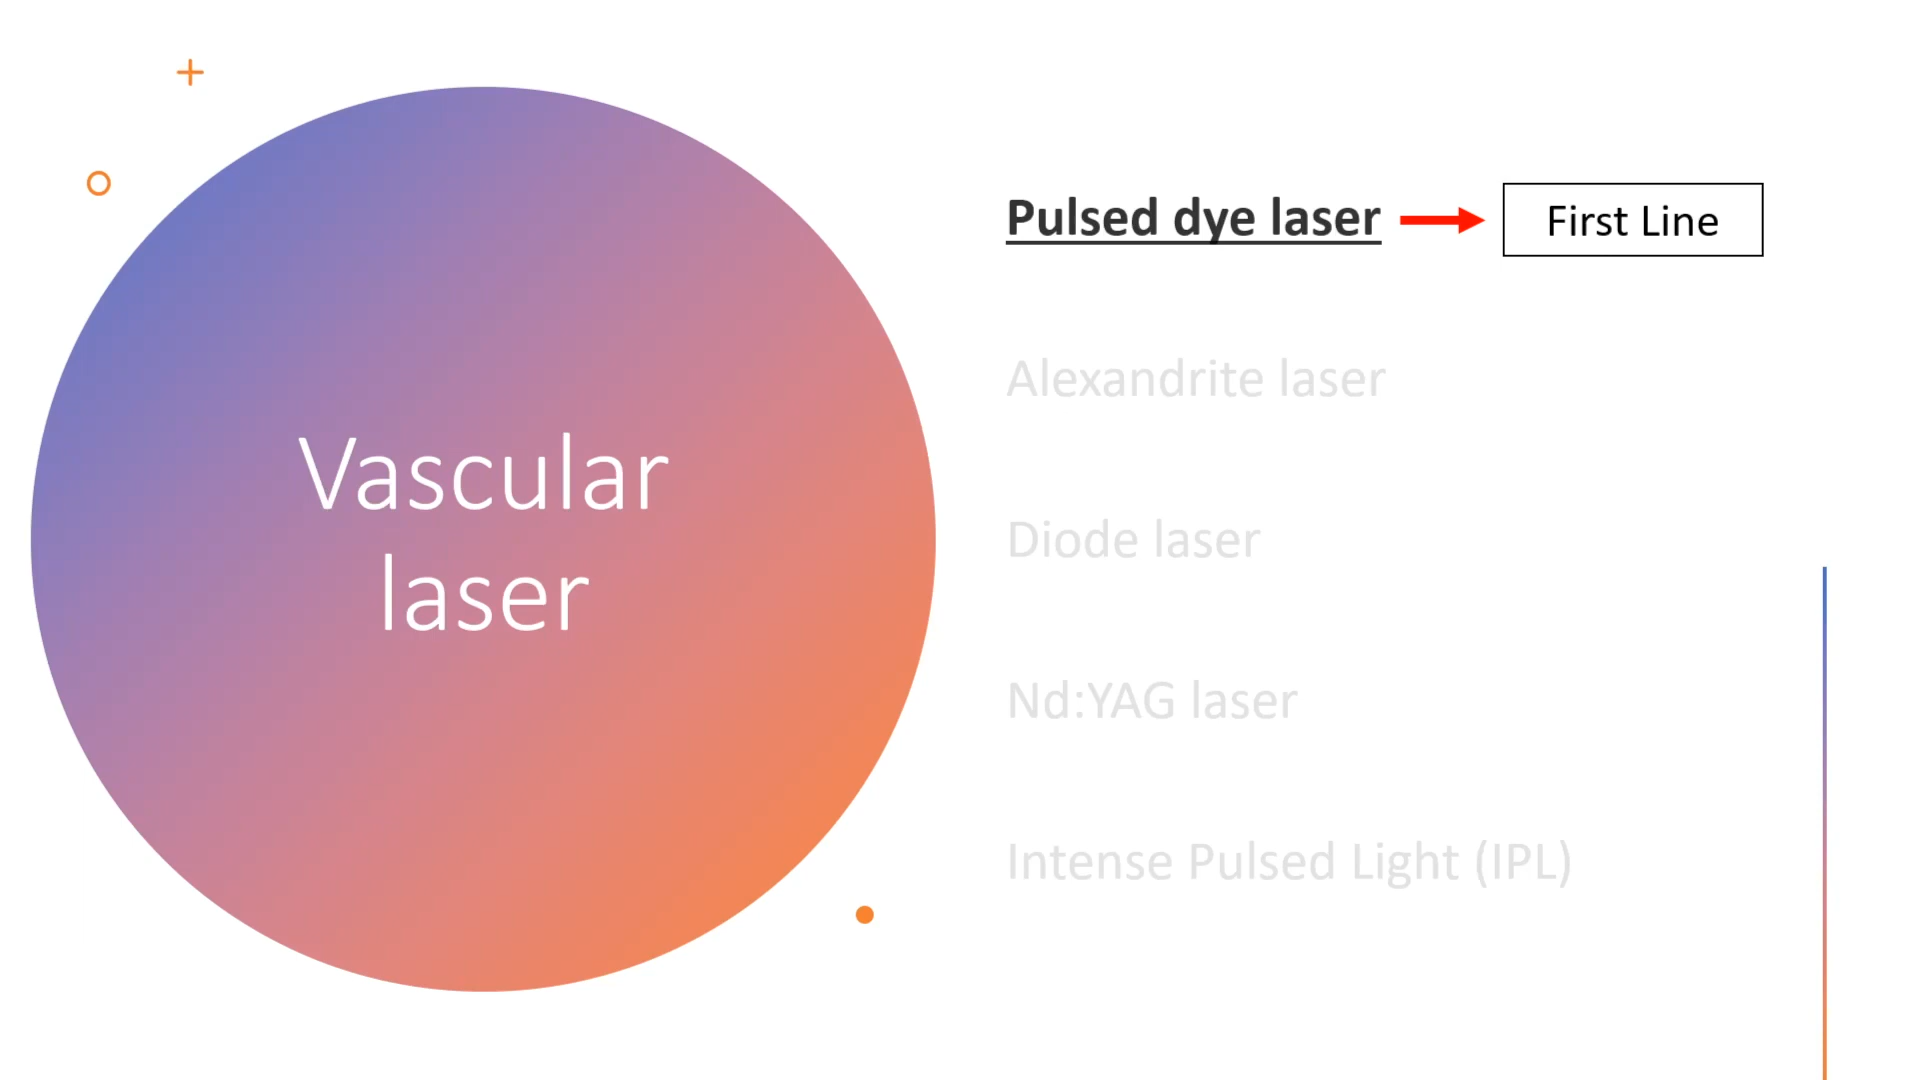 Vascular
laser
Pulsed dye laser
First Line
Alexandrite laser
Diode laser
Nd:YAG laser
Intense Pulsed Light (IPL)